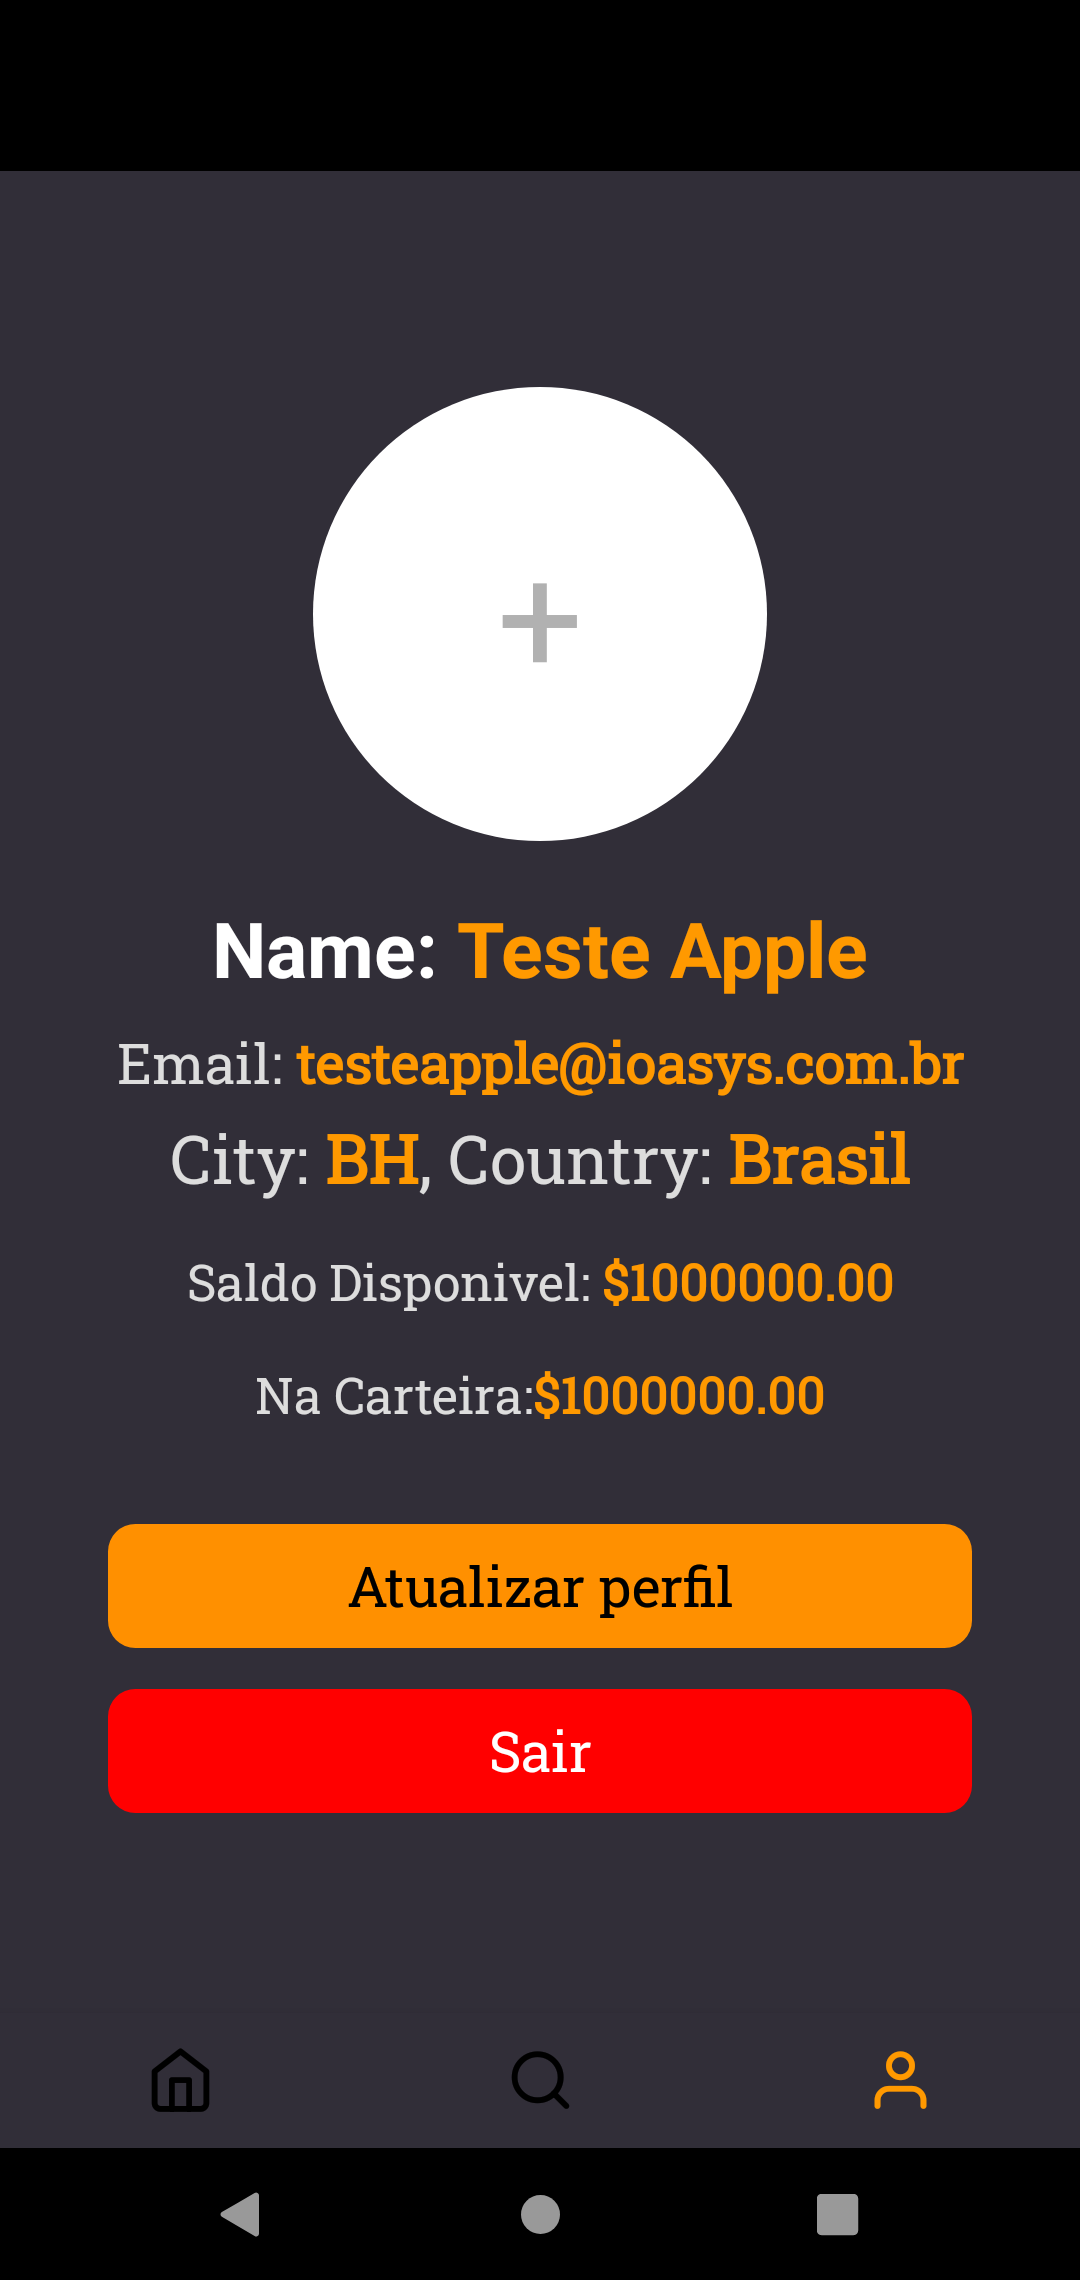 +
Name: Teste Apple
Email: testeapple@ioasys.com.br
City: BH, Country: Brasil
Saldo Disponivel: $1000000.00
Na Carteira:$1000000.00
Atualizar perfil
Sair